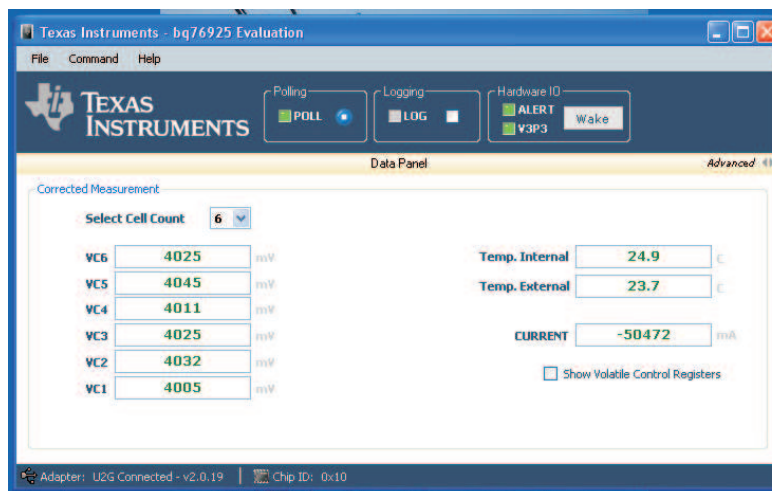 Texas Instruments - bq76925 Evaluation
File Command Help
TEXAS INSTRUMENTS
Polling
POLL
Logging
LOG
Hardware IO
ALERT
V3P3
Wake
Data Panel
Advanced
Corrected Measurement
Select Cell Count 6
VC6 4025 mV
VC5 4045 mV
VC4 4011 mV
VC3 4025 mV
VC2 4032 mV
VC1 4005 mV
Temp. Internal 24.9 C
Temp. External 23.7 C
CURRENT -50472 mA
Show Volatile Control Registers
Adapter: U2G Connected - v2.0.19 Chip ID: 0x10